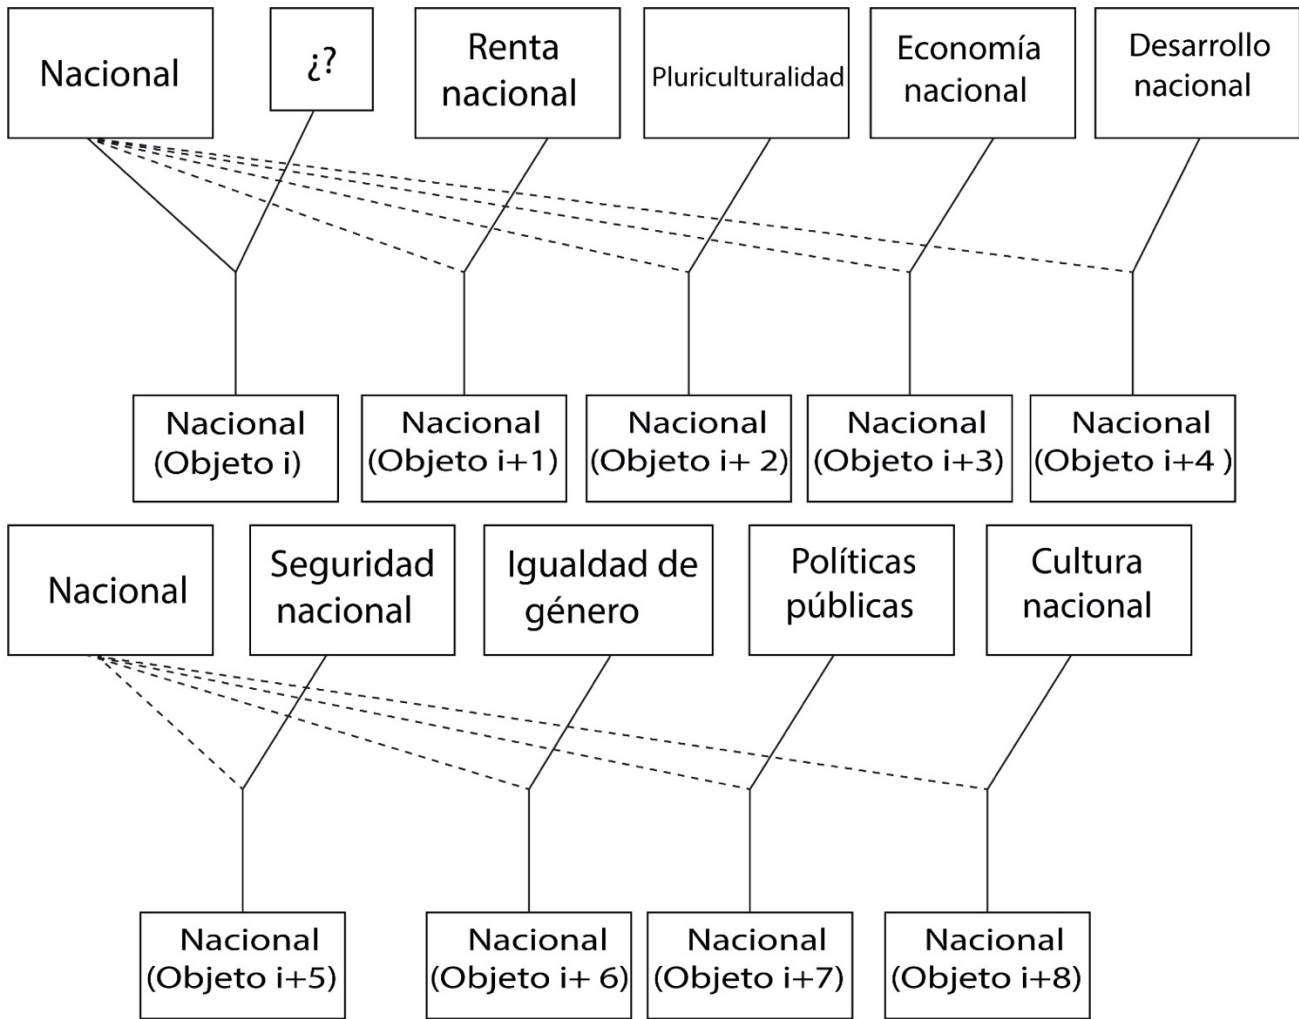 Nacional
¿?
Renta
nacional
Pluriculturalidad
Economía
nacional
Desarrollo
nacional
Nacional
(Objeto i)
Nacional
(Objeto i+1)
Nacional
(Objeto i+ 2)
Nacional
(Objeto i+3)
Nacional
(Objeto i+4 )
Nacional
Seguridad
nacional
Igualdad de
género
Políticas
públicas
Cultura
nacional
Nacional
(Objeto i+5)
Nacional
(Objeto i+ 6)
Nacional
(Objeto i+7)
Nacional
(Objeto i+8)